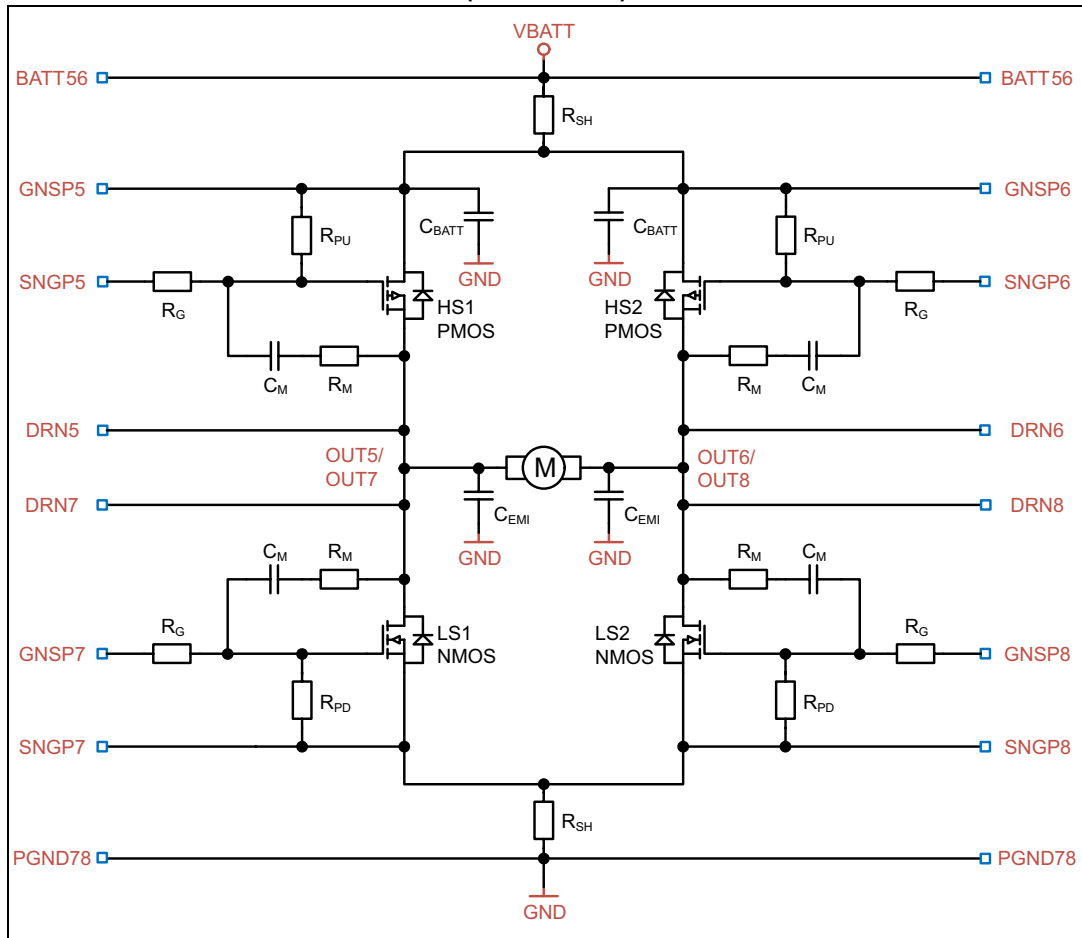 VBATT
BATT56
BATT56
RSH
GNSP5
GNSP6
RPU
CBATT
CBATT
RPU
SNGP5
GND
GND
SNGP6
RG
HS1
PMOS
HS2
PMOS
RG
CM
RM
RM
CM
DRN5
DRN6
OUT5/
OUT7
M
OUT6/
OUT8
DRN7
DRN8
CEMI
CEMI
GND
GND
CM
RM
RM
CM
RG
LS1
NMOS
LS2
NMOS
RG
GNSP7
GNSP8
RPD
RPD
SNGP7
SNGP8
RSH
PGND78
PGND78
GND